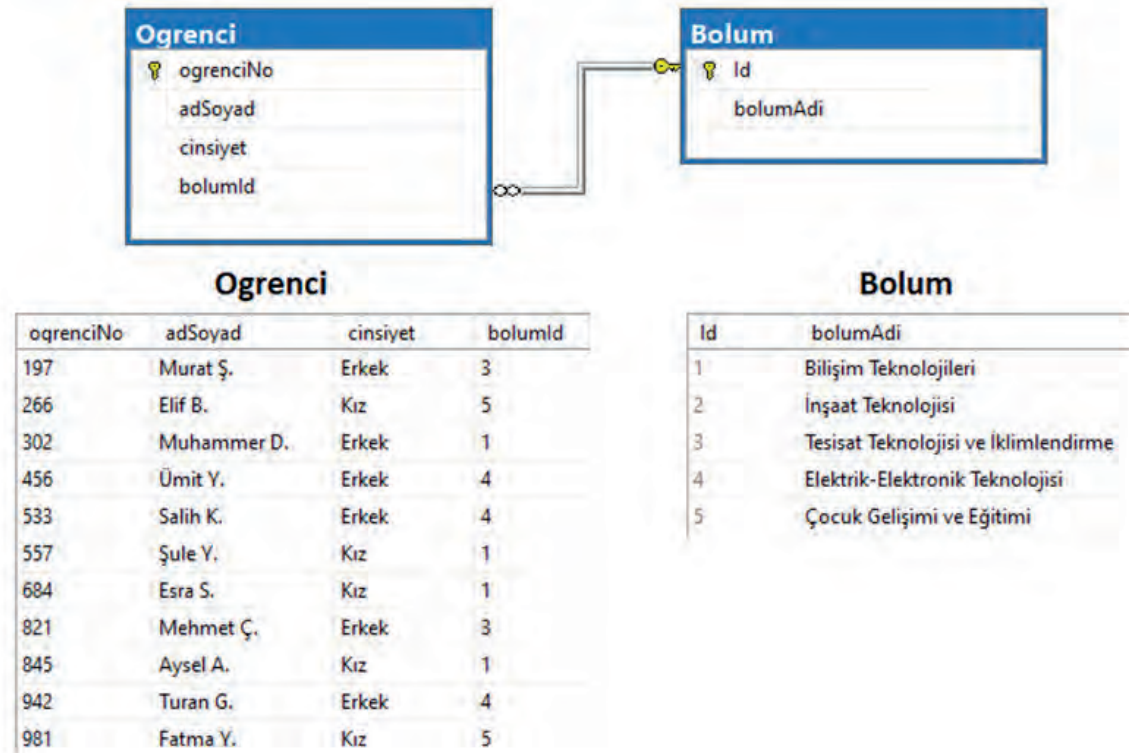 Ogrenci
ogrenciNo
adSoyad
cinsiyet
bolumId
Bolum
Id
bolumAdi
Ogrenci
ogrenciNo adSoyad cinsiyet bolumId
197 Murat Ş. Erkek 3
266 Elif B. Kız 5
302 Muhammer D. Erkek 1
456 Ümit Y. Erkek 4
533 Salih K. Erkek 4
557 Şule Y. Kız 1
684 Esra S. Kız 1
821 Mehmet Ç. Erkek 3
845 Aysel A. Kız 1
942 Turan G. Erkek 4
981 Fatma Y. Kız 5
Bolum
Id bolumAdi
1 Bilişim Teknolojileri
2 İnşaat Teknolojisi
3 Tesisat Teknolojisi ve İklimlendirme
4 Elektrik-Elektronik Teknolojisi
5 Çocuk Gelişimi ve Eğitimi